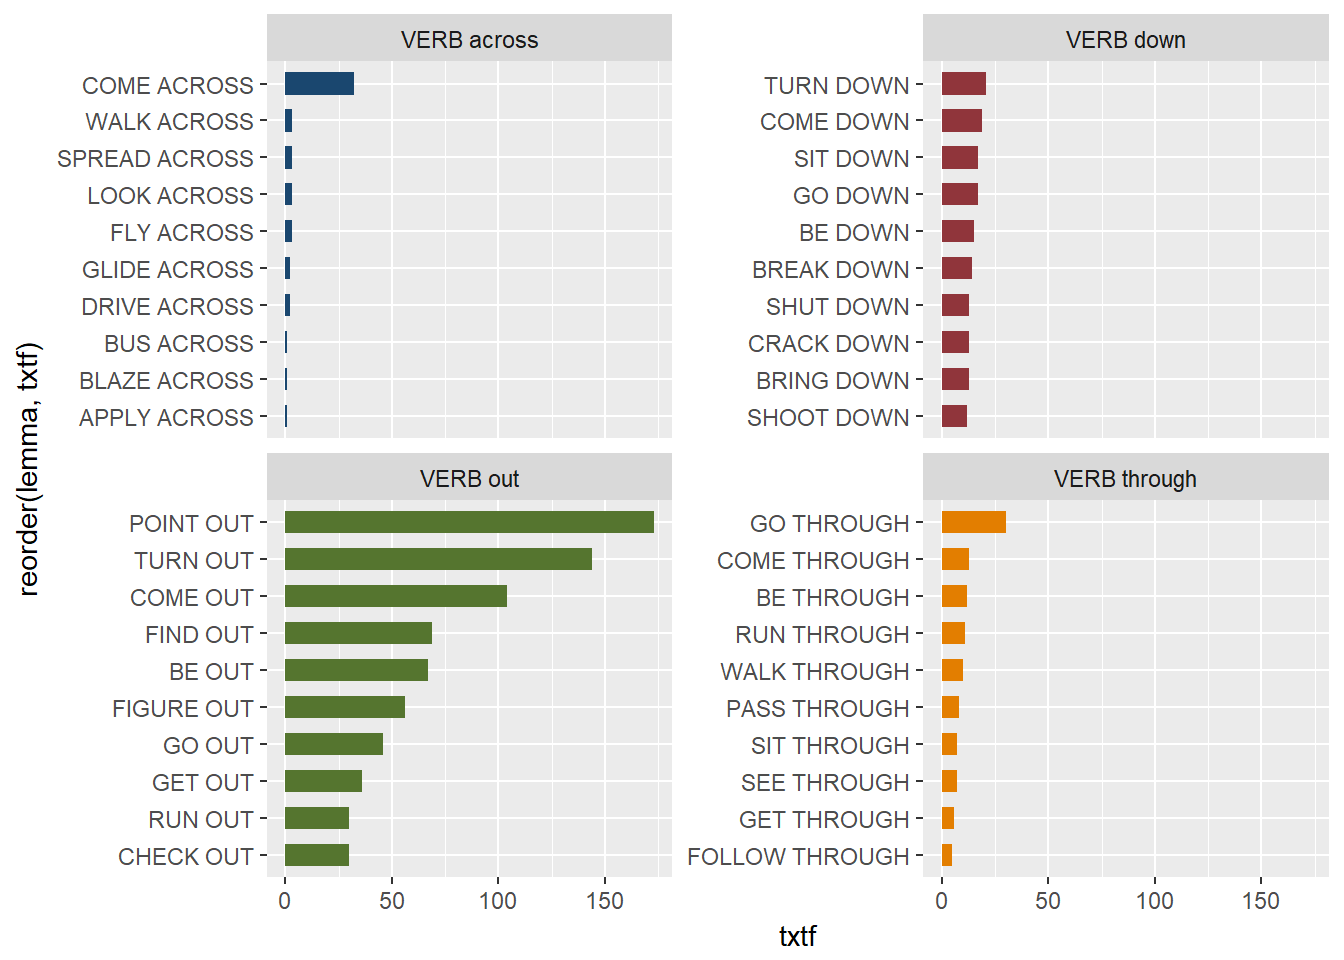 VERB across
COME ACROSS
WALK ACROSS
SPREAD ACROSS
LOOK ACROSS
FLY ACROSS
GLIDE ACROSS
DRIVE ACROSS
BUS ACROSS
BLAZE ACROSS
APPLY ACROSS
VERB down
TURN DOWN
COME DOWN
SIT DOWN
GO DOWN
BE DOWN
BREAK DOWN
SHUT DOWN
CRACK DOWN
BRING DOWN
SHOOT DOWN
VERB out
POINT OUT
TURN OUT
COME OUT
FIND OUT
BE OUT
FIGURE OUT
GO OUT
GET OUT
RUN OUT
CHECK OUT
0 50 100 150
VERB through
GO THROUGH
COME THROUGH
BE THROUGH
RUN THROUGH
WALK THROUGH
PASS THROUGH
SIT THROUGH
SEE THROUGH
GET THROUGH
FOLLOW THROUGH
0 50 100 150
txtf
reorder(lemma, txtf)